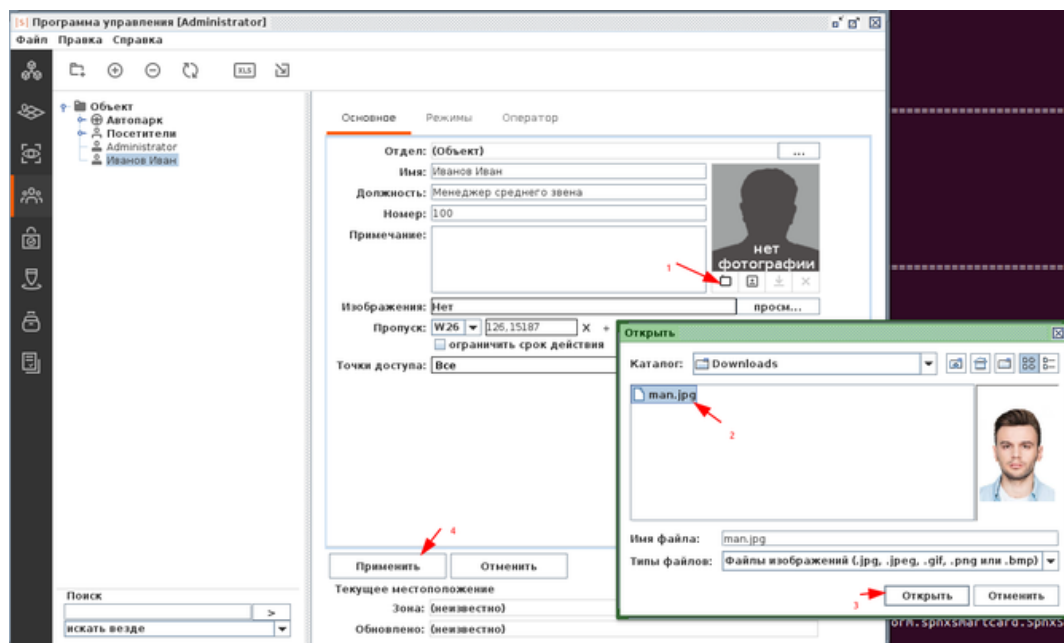 |s| Программа управления [Administrator]
Файл Правка Справка
XLS
Объект
Автопарк
Посетители
Administrator
Иванов Иван
Основное Режимы Оператор
Отдел: (Объект) ...
Имя: Иванов Иван
Должность: Менеджер среднего звена
Номер: 100
Примечание:
нет
фотографии
1
Изображения: Нет просм...
Пропуск: W26 126,15187 X +
ограничить срок действия
Точки доступа: Все
Открыть
Каталог: Downloads
man.jpg
2
Имя файла: man.jpg
Типы файлов: Файлы изображений (.jpg, .jpeg, .gif, .png или .bmp)
3
Открыть Отменить
4
Применить Отменить
Текущее местоположение
Зона: (неизвестно)
Обновлено: (неизвестно)
Поиск
>
искать везде
orm.sphxsmartcard.Sphx